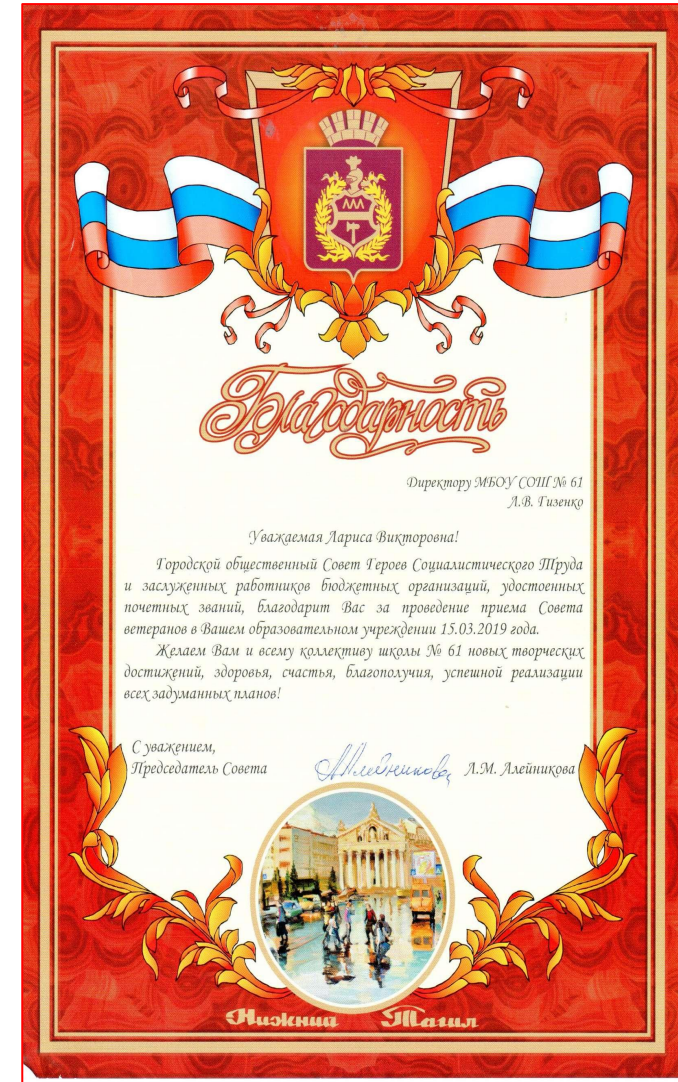 Благодарность
Директору МБОУ СОШ № 61
Л.В. Гизенко
Уважаемая Лариса Викторовна!
Городской общественный Совет Героев Социалистического Труда
и заслуженных работников бюджетных организаций, удостоенных
почетных званий, благодарит Вас за проведение приема Совета
ветеранов в Вашем образовательном учреждении 15.03.2019 года.
Желаем Вам и всему коллективу школы № 61 новых творческих
достижений, здоровья, счастья, благополучия, успешной реализации
всех задуманных планов!
С уважением,
Председатель Совета АЛейникова Л.М. Алейникова
Нижний Тагил